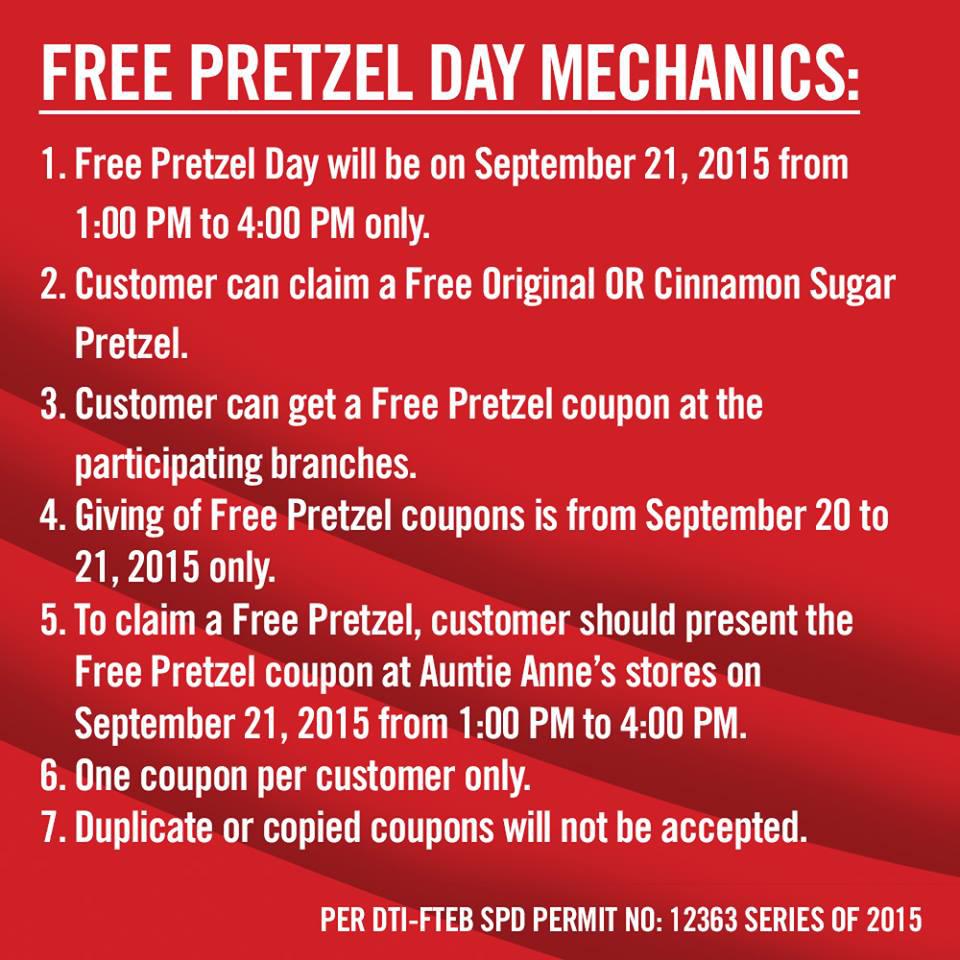 FREE PRETZEL DAY MECHANICS:
1. Free Pretzel Day will be on September 21, 2015 from
1:00 PM to 4:00 PM only.
2. Customer can claim a Free Original OR Cinnamon Sugar
Pretzel.
3. Customer can get a Free Pretzel coupon at the
participating branches.
4. Giving of Free Pretzel coupons is from September 20 to
21, 2015 only.
5. To claim a Free Pretzel, customer should present the
Free Pretzel coupon at Auntie Anne’s stores on
September 21, 2015 from 1:00 PM to 4:00 PM.
6. One coupon per customer only.
7. Duplicate or copied coupons will not be accepted.
PER DTI-FTEB SPD PERMIT NO: 12363 SERIES OF 2015